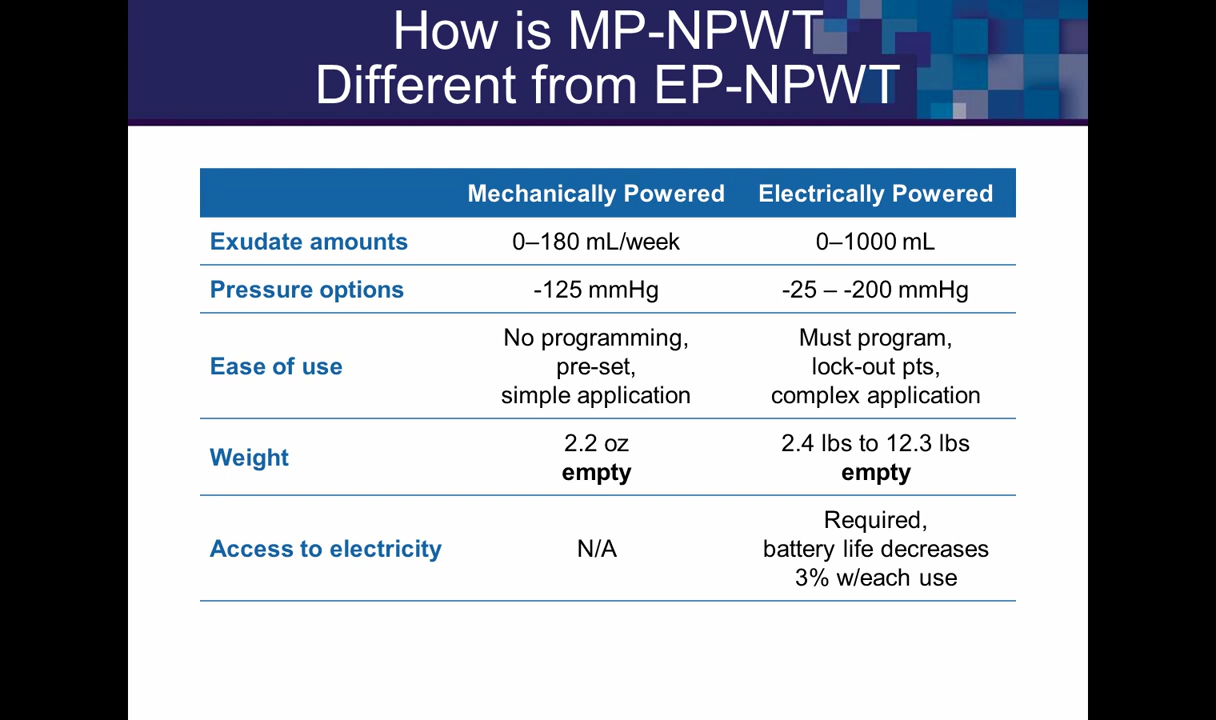 How is MP-NPWT
Different from EP-NPWT
Mechanically Powered Electrically Powered
Exudate amounts 0–180 mL/week 0–1000 mL
Pressure options -125 mmHg -25 – -200 mmHg
Ease of use
No programming,
pre-set,
simple application
Must program,
lock-out pts,
complex application
Weight
2.2 oz
empty
2.4 lbs to 12.3 lbs
empty
Access to electricity
N/A
Required,
battery life decreases
3% w/each use